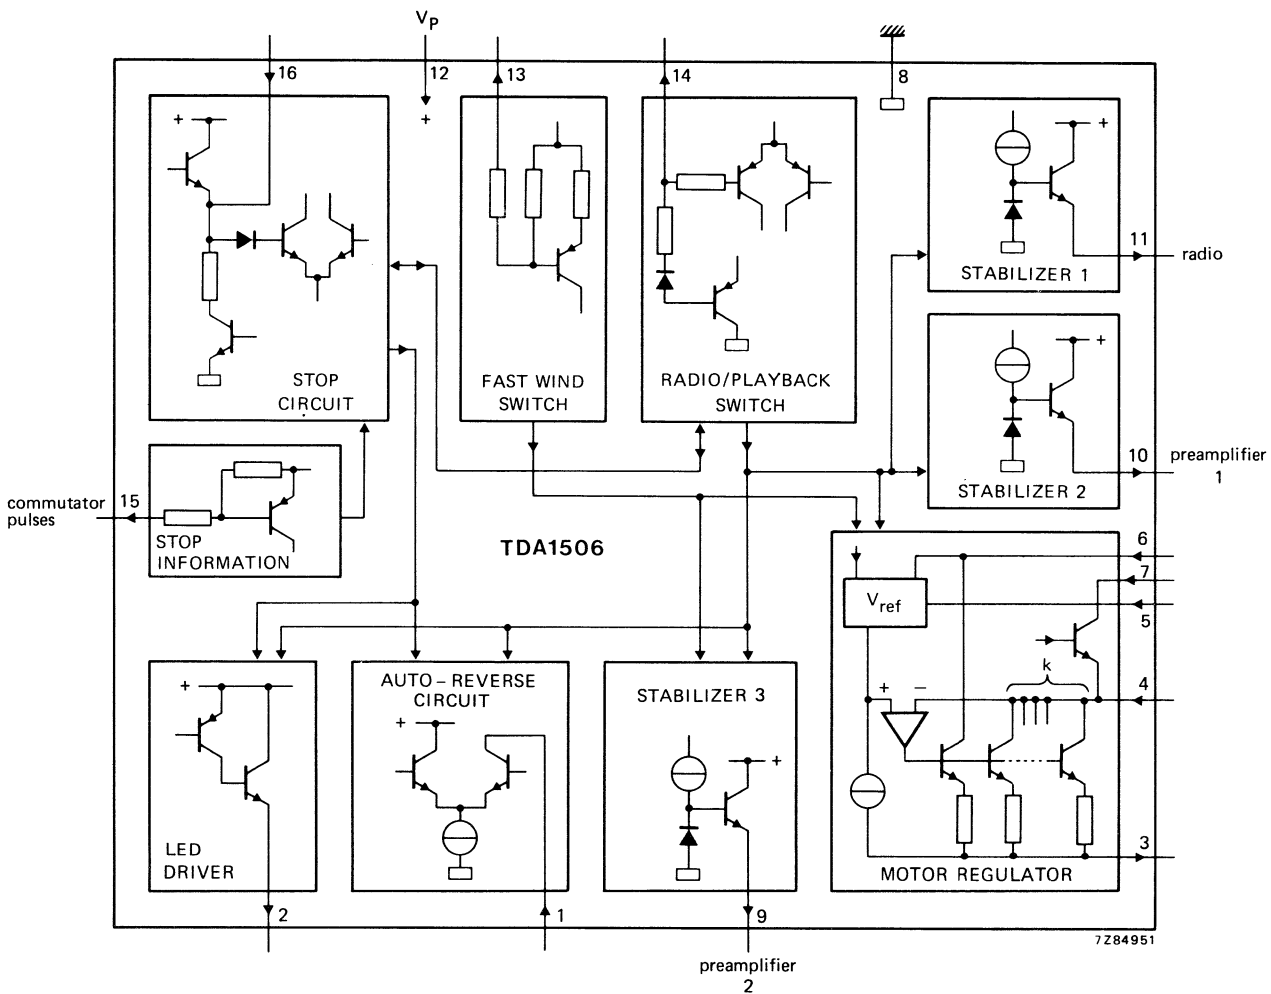 VP
16
12
13
14
8
+
+
+
11
radio
STABILIZER 1
STOP
CIRCUIT
FAST WIND
SWITCH
RADIO/PLAYBACK
SWITCH
+
10
preamplifier
1
STABILIZER 2
commutator
pulses
15
STOP
INFORMATION
TDA1506
6
7
5
Vref
k
4
+
−
3
MOTOR REGULATOR
+
LED
DRIVER
AUTO-REVERSE
CIRCUIT
+
STABILIZER 3
+
2
1
9
preamplifier
2
7Z84951